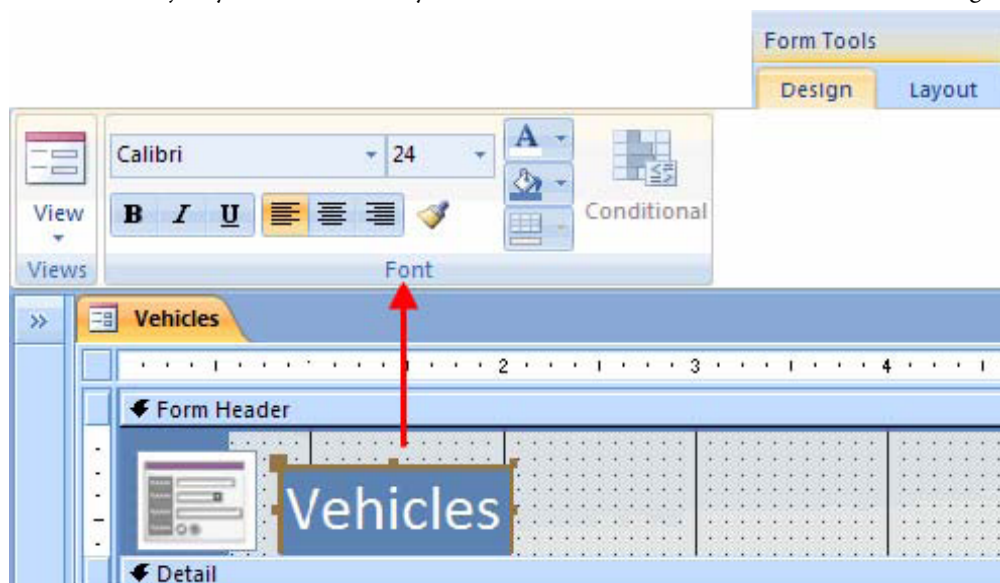 Form Tools
Design Layout
Calibri 24
A
Conditional
View
B I U
Views Font
Vehicles
2 3 4
Form Header
Vehicles
Detail